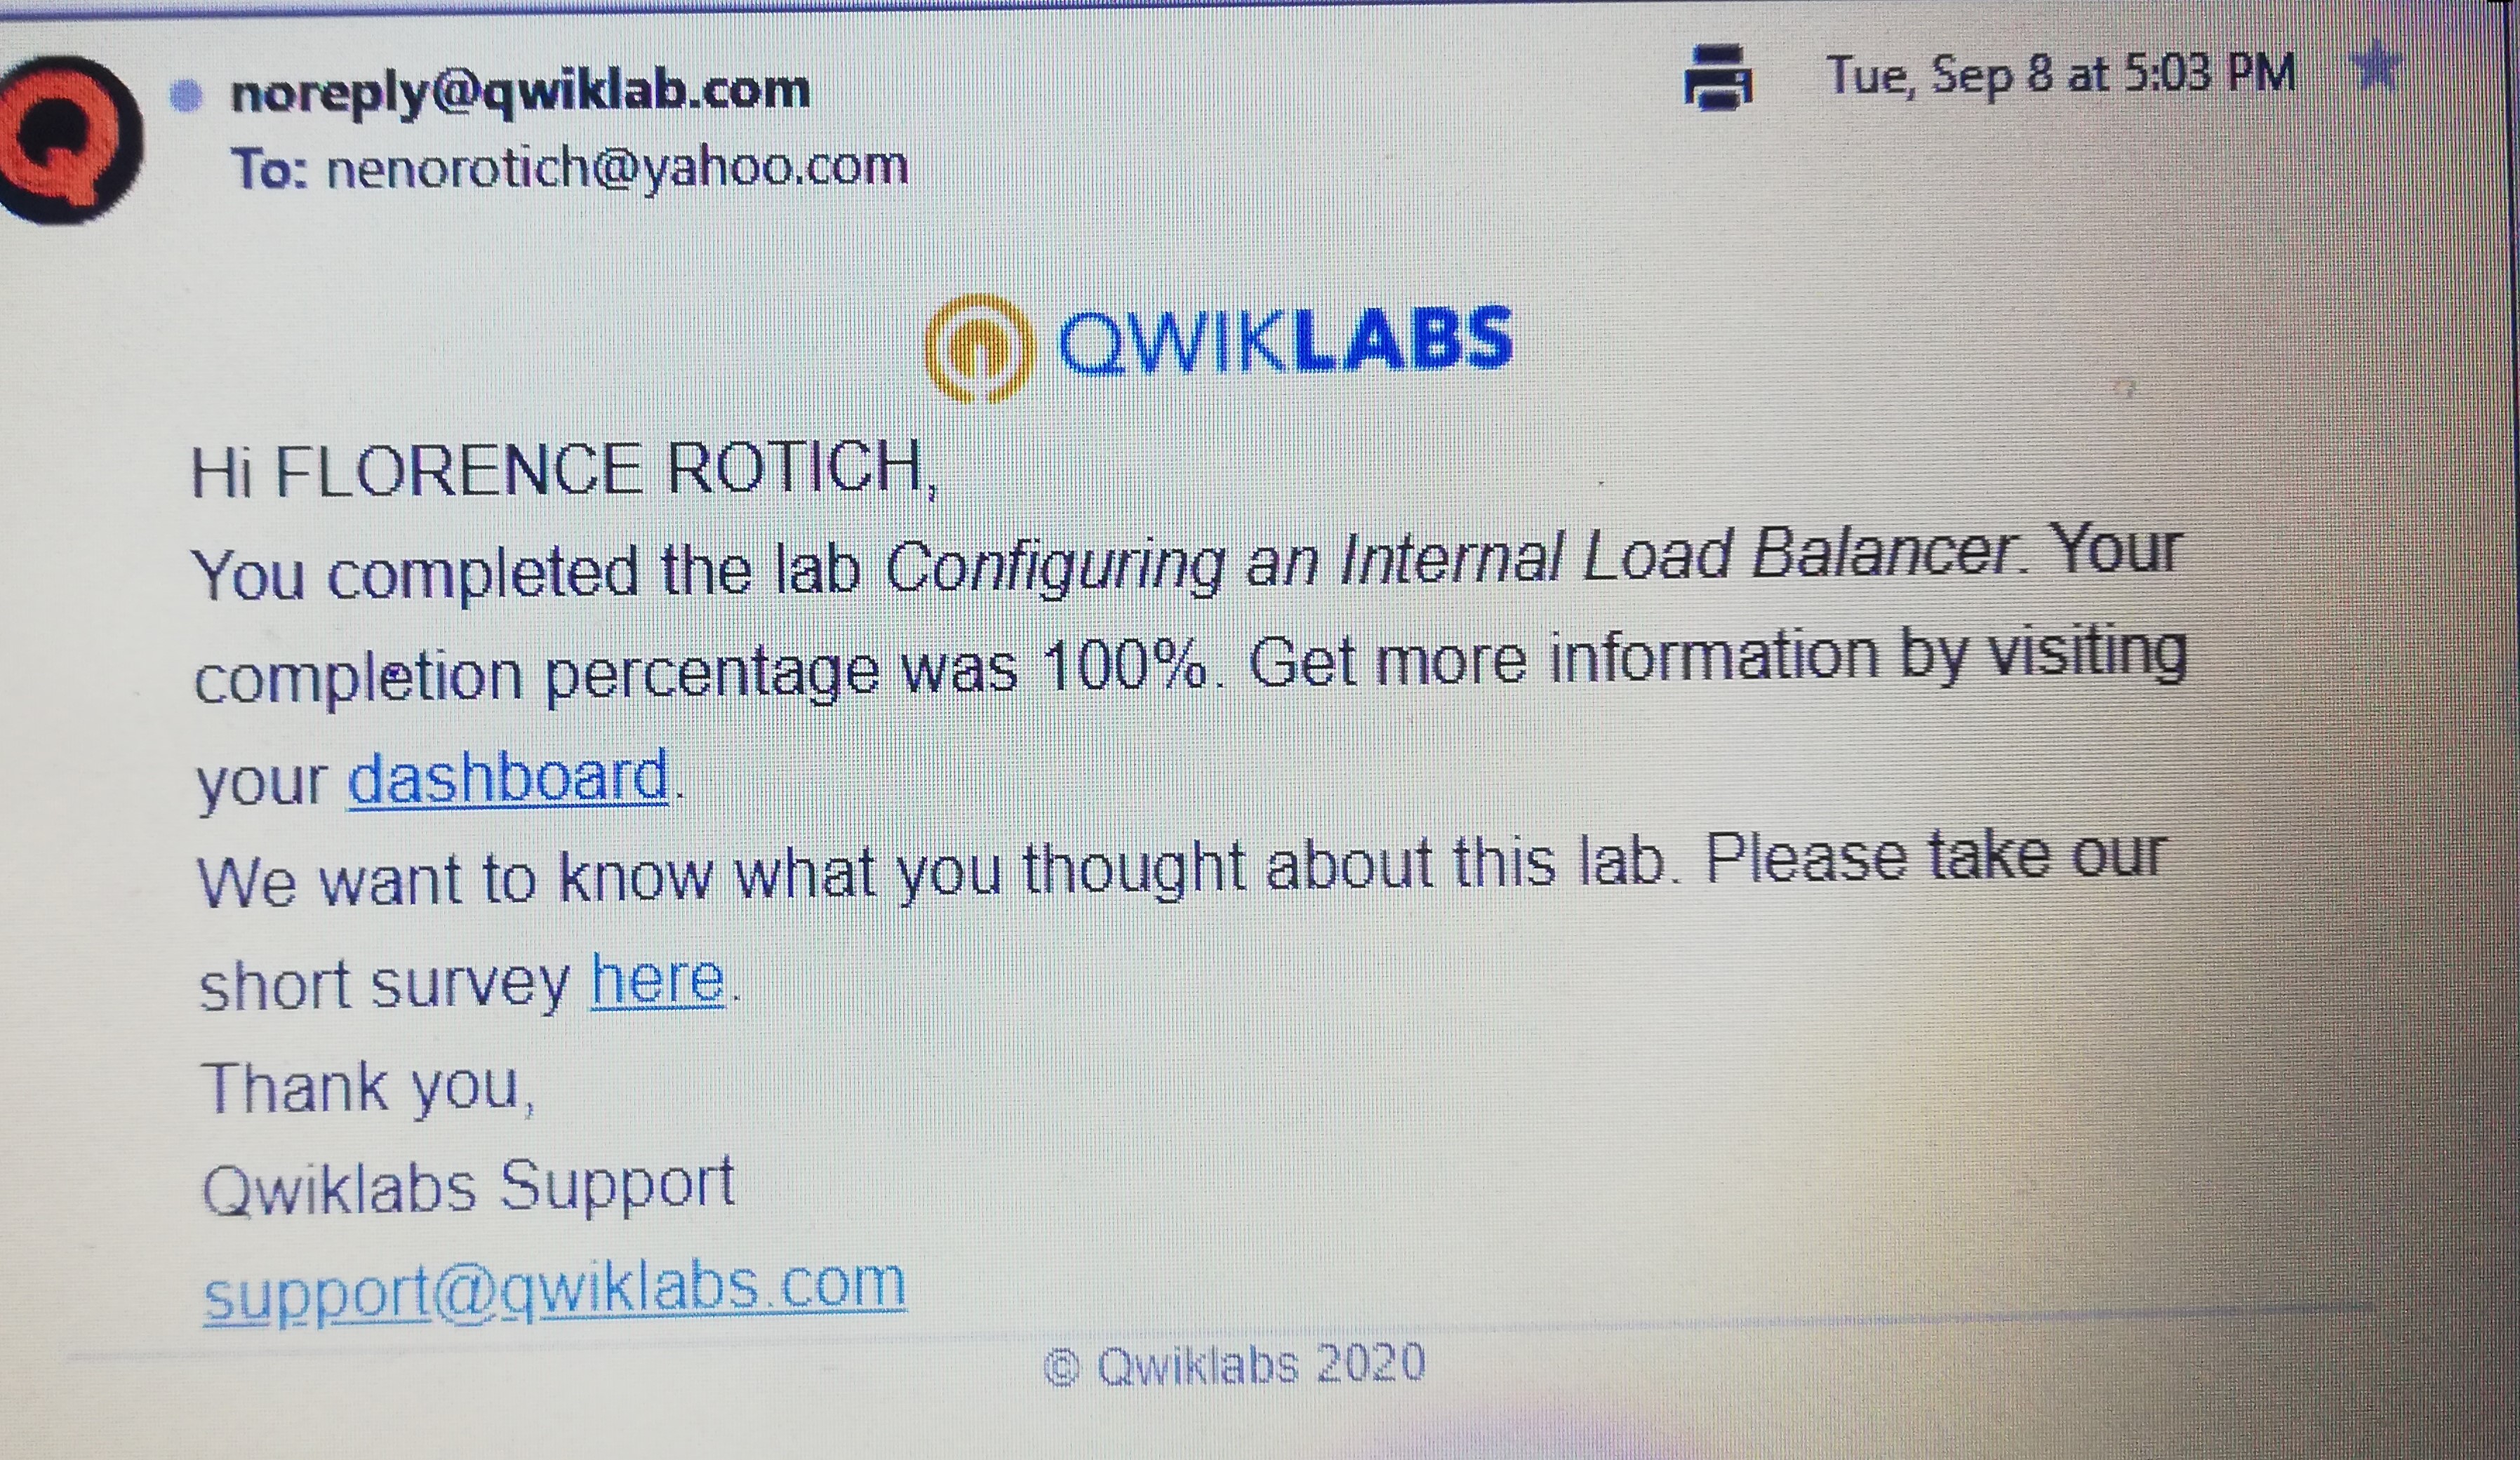 noreply@qwiklab.com
Tue, Sep 8 at 5:03 PM
To: nenorotich@yahoo.com
QWIKLABS
Hi FLORENCE ROTICH,
You completed the lab Configuring an Internal Load Balancer. Your
completion percentage was 100%. Get more information by visiting
your dashboard.
We want to know what you thought about this lab. Please take our
short survey here.
Thank you,
Qwiklabs Support
support@qwiklabs.com
© Qwiklabs 2020